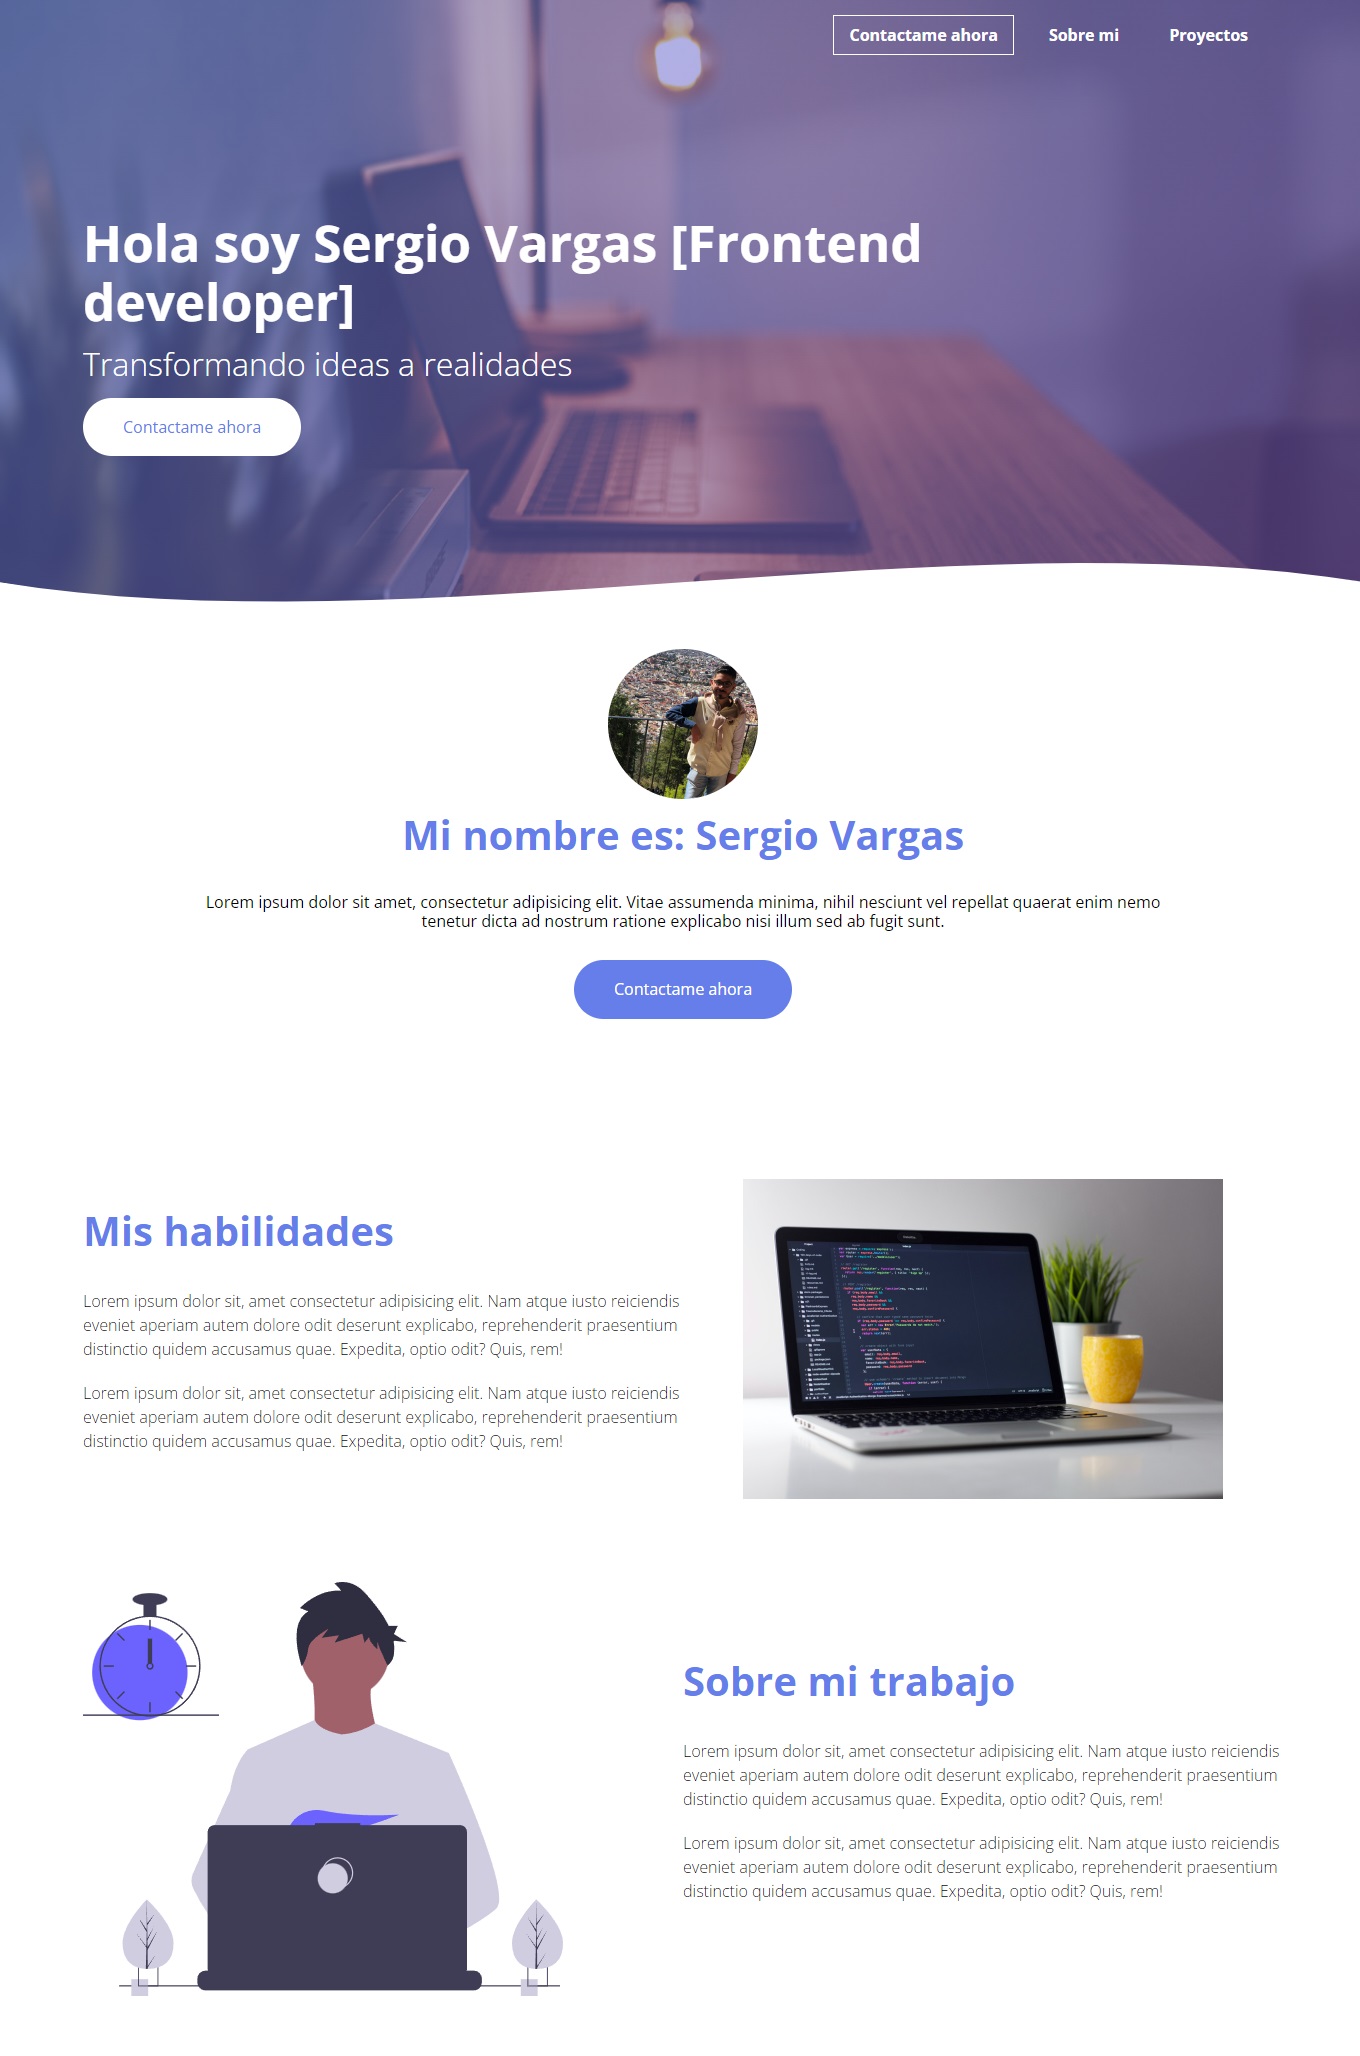 Contactame ahora
Sobre mi
Proyectos
Hola soy Sergio Vargas [Frontend
developer]
Transformando ideas a realidades
Contactame ahora
Mi nombre es: Sergio Vargas
Lorem ipsum dolor sit amet, consectetur adipisicing elit. Vitae assumenda minima, nihil nesciunt vel repellat quaerat enim nemo
tenetur dicta ad nostrum ratione explicabo nisi illum sed ab fugit sunt.
Contactame ahora
Mis habilidades
Lorem ipsum dolor sit, amet consectetur adipisicing elit. Nam atque iusto reiciendis
eveniet aperiam autem dolore odit deserunt explicabo, reprehenderit praesentium
distinctio quidem accusamus quae. Expedita, optio odit? Quis, rem!
Lorem ipsum dolor sit, amet consectetur adipisicing elit. Nam atque iusto reiciendis
eveniet aperiam autem dolore odit deserunt explicabo, reprehenderit praesentium
distinctio quidem accusamus quae. Expedita, optio odit? Quis, rem!
Sobre mi trabajo
Lorem ipsum dolor sit, amet consectetur adipisicing elit. Nam atque iusto reiciendis
eveniet aperiam autem dolore odit deserunt explicabo, reprehenderit praesentium
distinctio quidem accusamus quae. Expedita, optio odit? Quis, rem!
Lorem ipsum dolor sit, amet consectetur adipisicing elit. Nam atque iusto reiciendis
eveniet aperiam autem dolore odit deserunt explicabo, reprehenderit praesentium
distinctio quidem accusamus quae. Expedita, optio odit? Quis, rem!